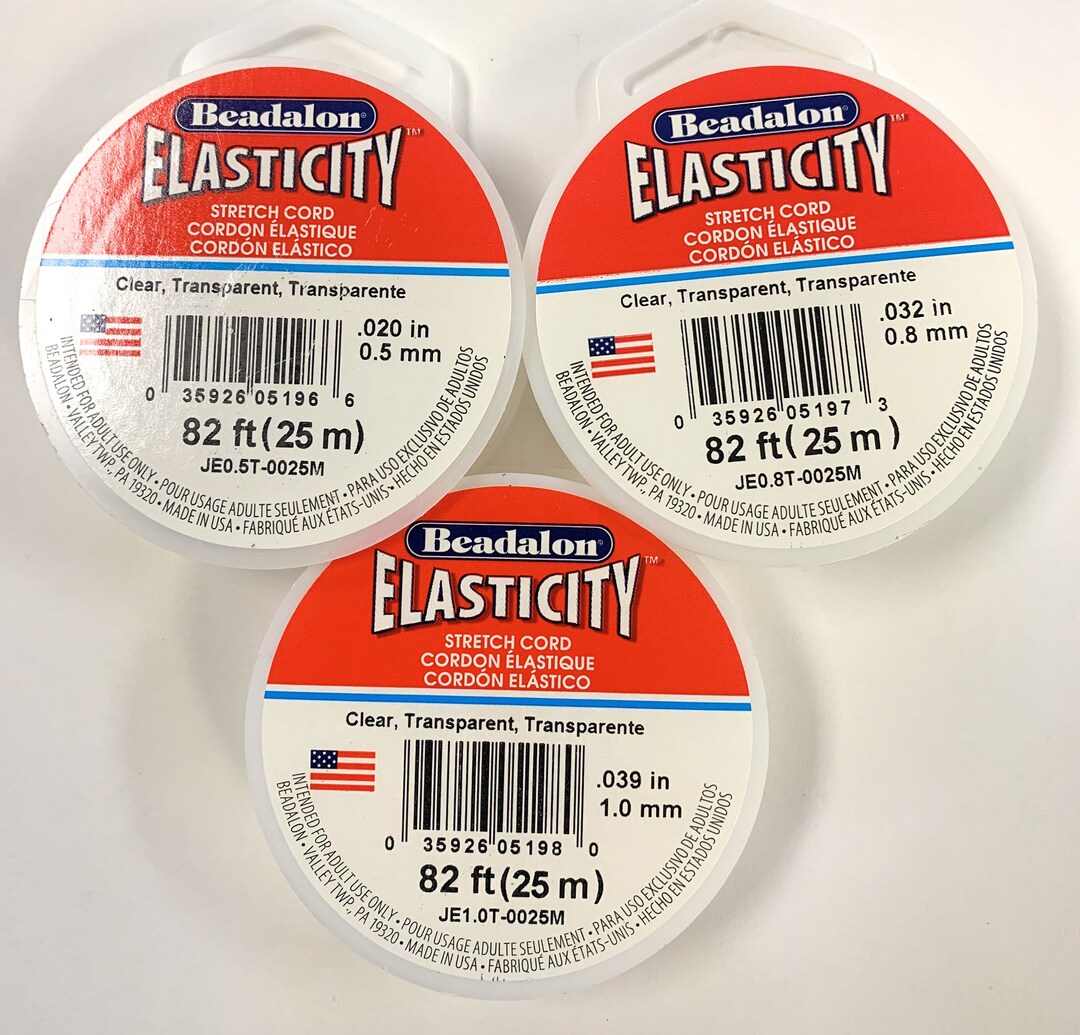 Beadalon®
ELASTICITY™
STRETCH CORD
CORDON ÉLASTIQUE
CORDÓN ELÁSTICO
Clear, Transparent, Transparente
.020 in
0.5 mm
0 35926 05196 6
82 ft (25 m)
JE0.5T-0025M
INTENDED FOR ADULT USE ONLY • POUR USAGE ADULTE SEULEMENT • PARA USO EXCLUSIVO DE ADULTOS
BEADALON • VALLEY TWP., PA 19320 • MADE IN USA • FABRIQUÉ AUX ÉTATS-UNIS • HECHO EN ESTADOS UNIDOS
Beadalon®
ELASTICITY™
STRETCH CORD
CORDON ÉLASTIQUE
CORDÓN ELÁSTICO
Clear, Transparent, Transparente
.032 in
0.8 mm
0 35926 05197 3
82 ft (25 m)
JE0.8T-0025M
INTENDED FOR ADULT USE ONLY • POUR USAGE ADULTE SEULEMENT • PARA USO EXCLUSIVO DE ADULTOS
BEADALON • VALLEY TWP., PA 19320 • MADE IN USA • FABRIQUÉ AUX ÉTATS-UNIS • HECHO EN ESTADOS UNIDOS
Beadalon®
ELASTICITY™
STRETCH CORD
CORDON ÉLASTIQUE
CORDÓN ELÁSTICO
Clear, Transparent, Transparente
.039 in
1.0 mm
0 35926 05198 0
82 ft (25 m)
JE1.0T-0025M
INTENDED FOR ADULT USE ONLY • POUR USAGE ADULTE SEULEMENT • PARA USO EXCLUSIVO DE ADULTOS
BEADALON • VALLEY TWP., PA 19320 • MADE IN USA • FABRIQUÉ AUX ÉTATS-UNIS • HECHO EN ESTADOS UNIDOS